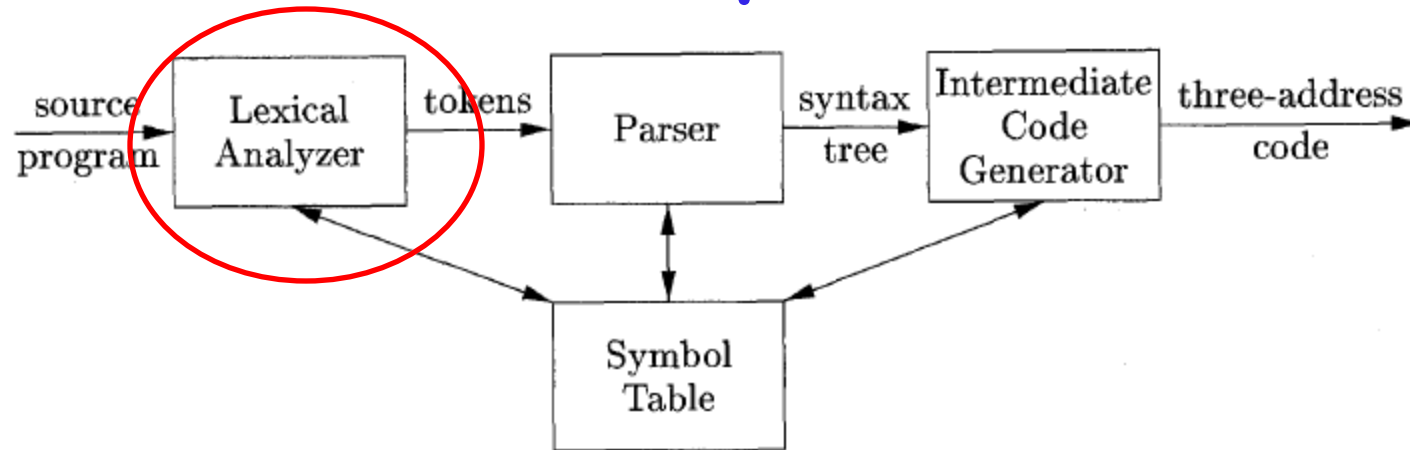 source
program
Lexical
Analyzer
tokens
Parser
syntax
tree
Intermediate
Code
Generator
three-address
code
Symbol
Table